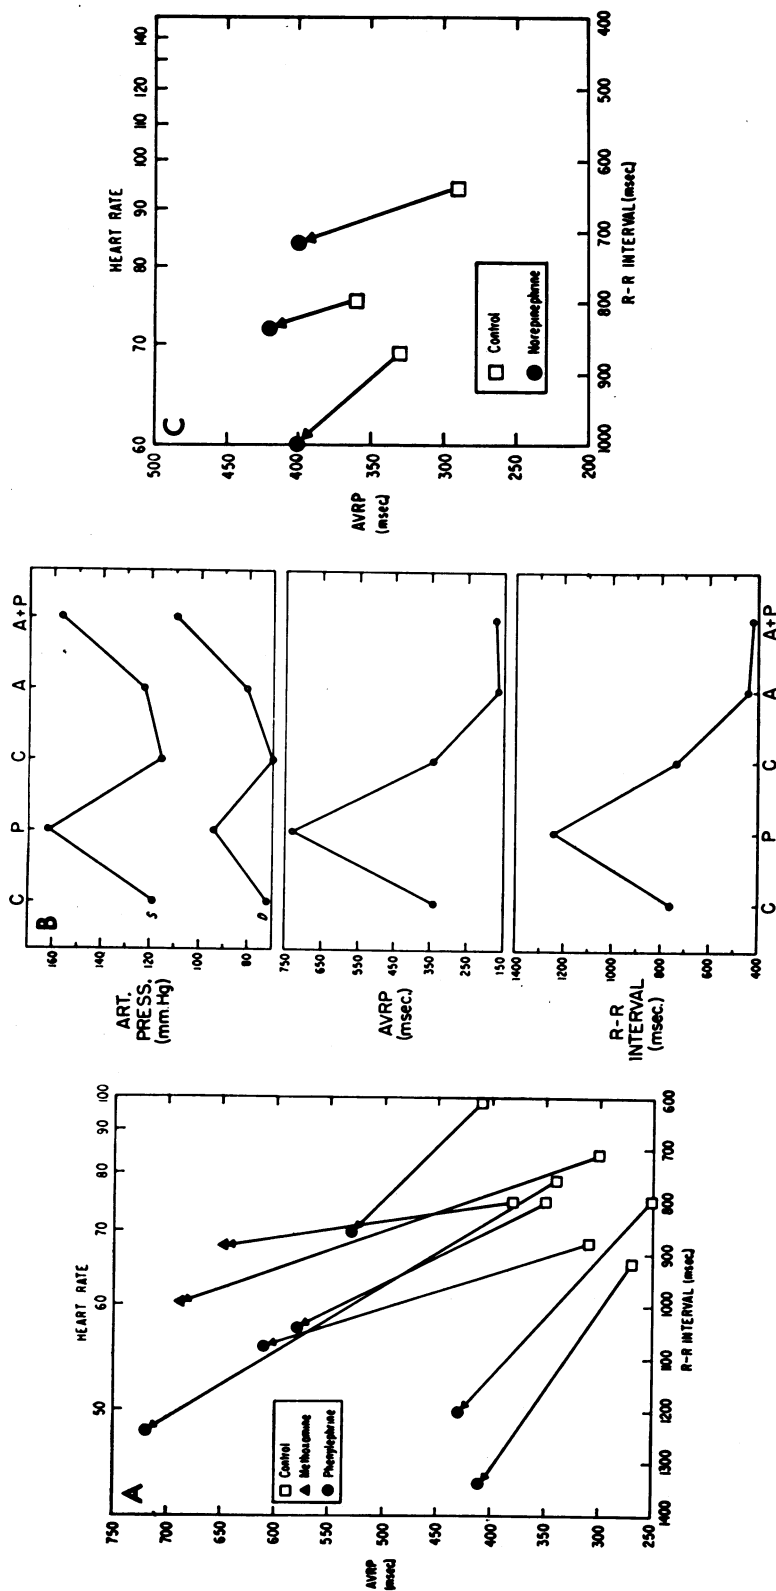 A
HEART RATE
50
60
70
80
90
100
750
700
650
600
550
500
450
400
350
300
250
AVRP
(msec)
Control
Methoxamine
Phenylephrine
1400
1300
1200
1100
1000
900
800
700
600
R-R INTERVAL (msec)
B
C
P
C
A
A+P
ART.
PRESS.
(mm.Hg)
160
120
80
S
D
AVRP
(msec.)
750
650
550
450
350
250
150
R-R
INTERVAL
(msec.)
1400
1200
1000
800
600
400
C
P
C
A
A+P
C
HEART RATE
60
70
80
90
100
110
120
140
500
450
400
350
300
250
200
AVRP
(msec)
Control
Norepinephrine
1000
900
800
700
600
500
400
R-R INTERVAL (msec)